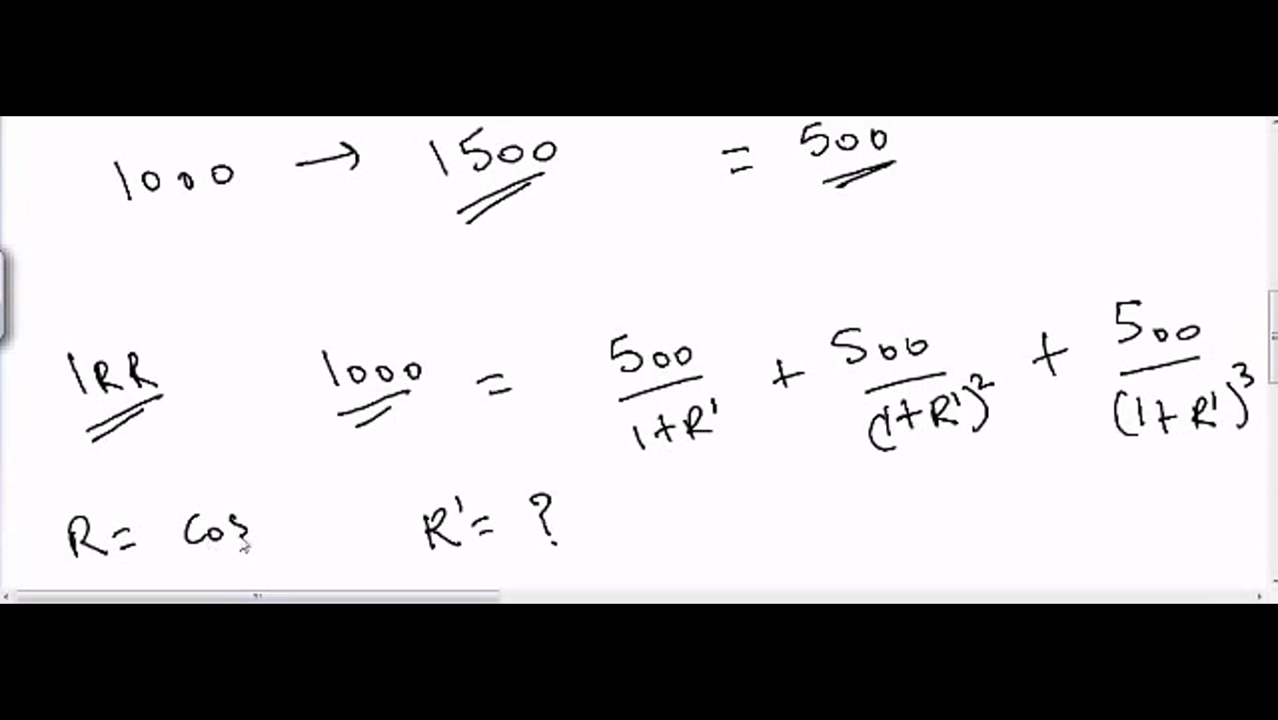 1000 → 1500 = 500
IRR 1000 = 500/1+R' + 500/(1+R')² + 500/(1+R')³
R = Cos R' = ?